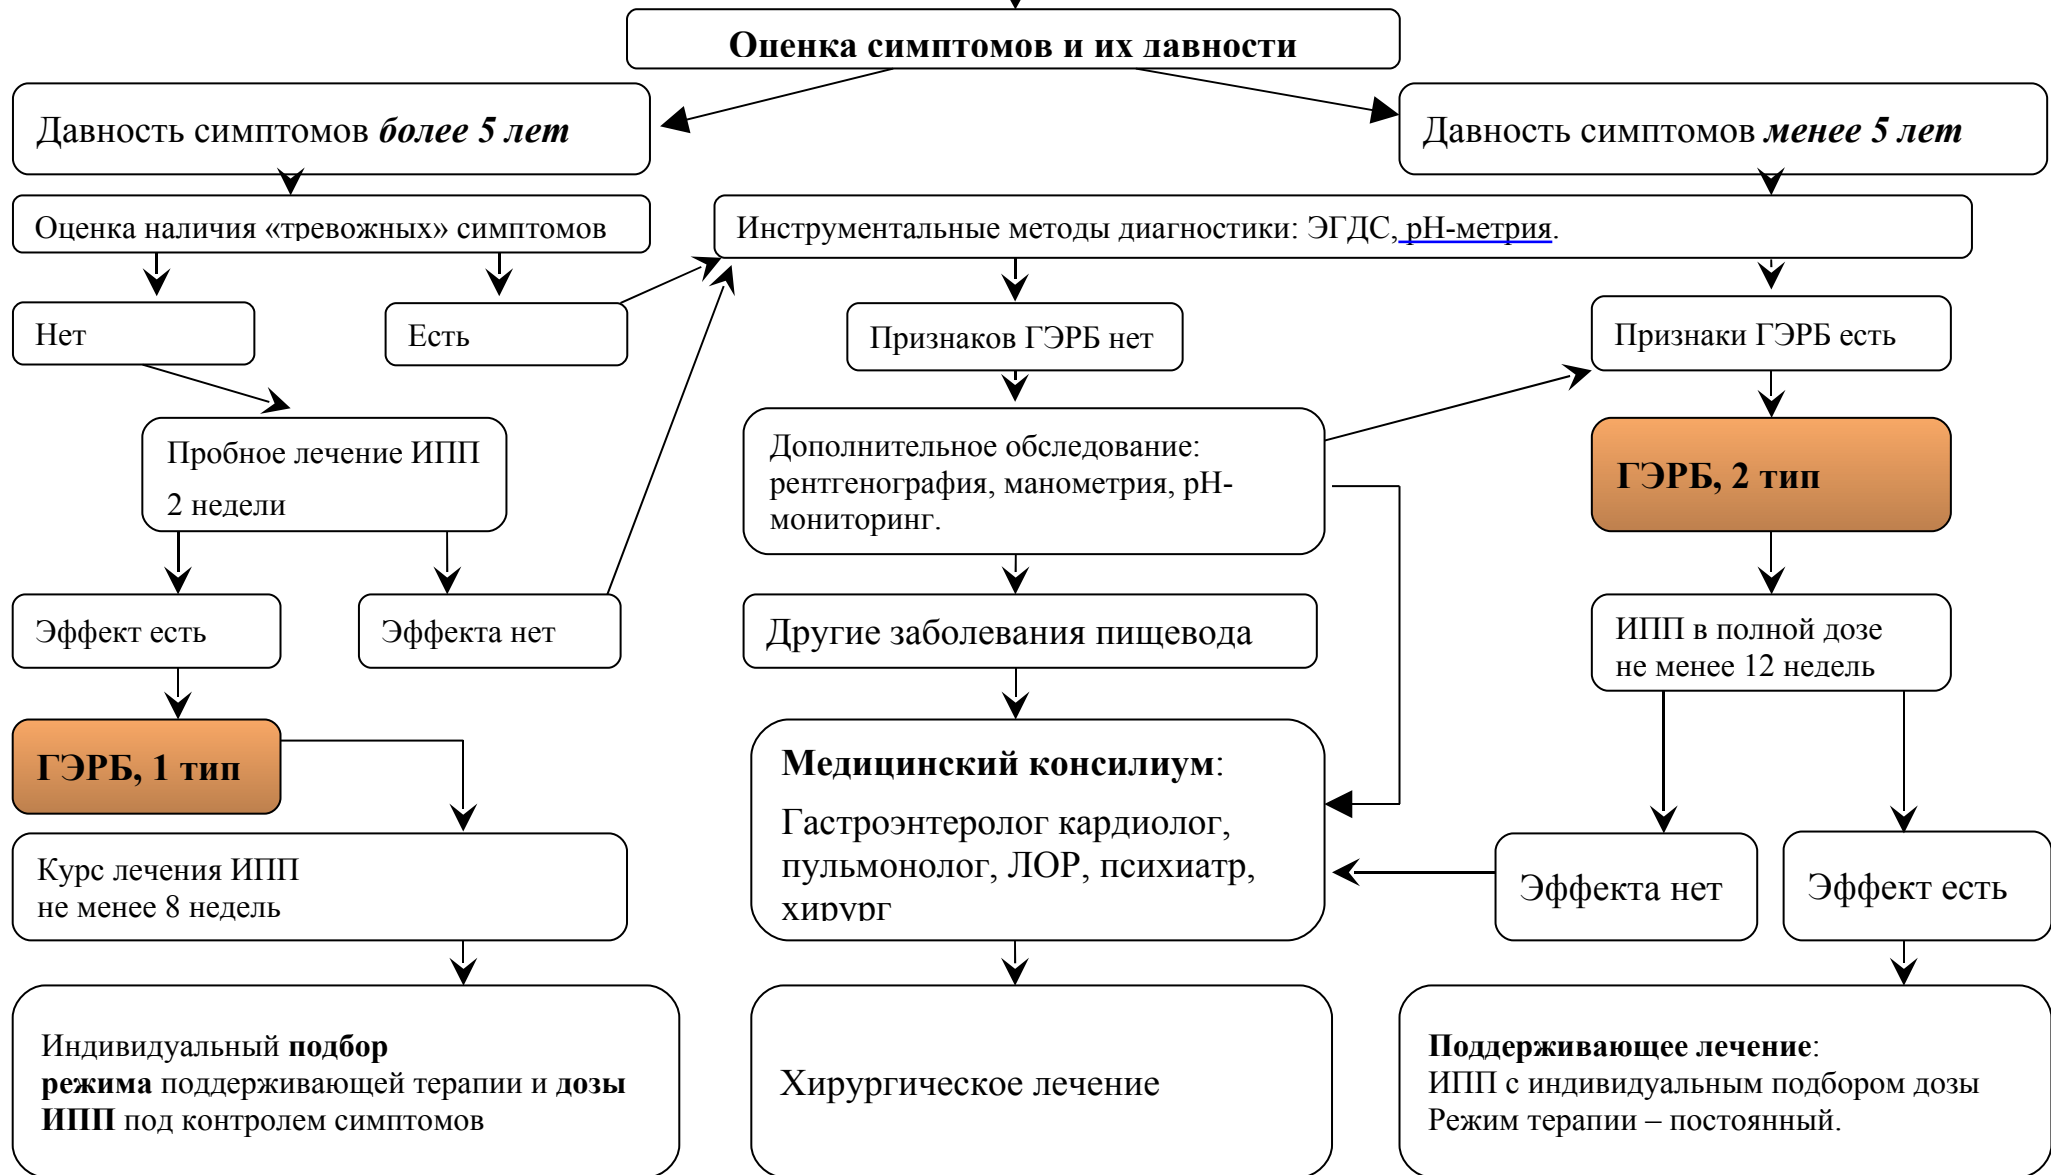 Оценка симптомов и их давности
Давность симптомов более 5 лет
Давность симптомов менее 5 лет
Оценка наличия «тревожных» симптомов
Инструментальные методы диагностики: ЭГДС, рН-метрия.
Нет
Есть
Признаков ГЭРБ нет
Признаки ГЭРБ есть
Пробное лечение ИПП
2 недели
Дополнительное обследование:
рентгенография, манометрия, рН-
мониторинг.
ГЭРБ, 2 тип
Эффект есть
Эффекта нет
Другие заболевания пищевода
ИПП в полной дозе
не менее 12 недель
ГЭРБ, 1 тип
Медицинский консилиум:
Гастроэнтеролог кардиолог,
пульмонолог, ЛОР, психиатр,
хирург
Курс лечения ИПП
не менее 8 недель
Эффекта нет
Эффект есть
Индивидуальный подбор
режима поддерживающей терапии и дозы
ИПП под контролем симптомов
Хирургическое лечение
Поддерживающее лечение:
ИПП с индивидуальным подбором дозы
Режим терапии – постоянный.